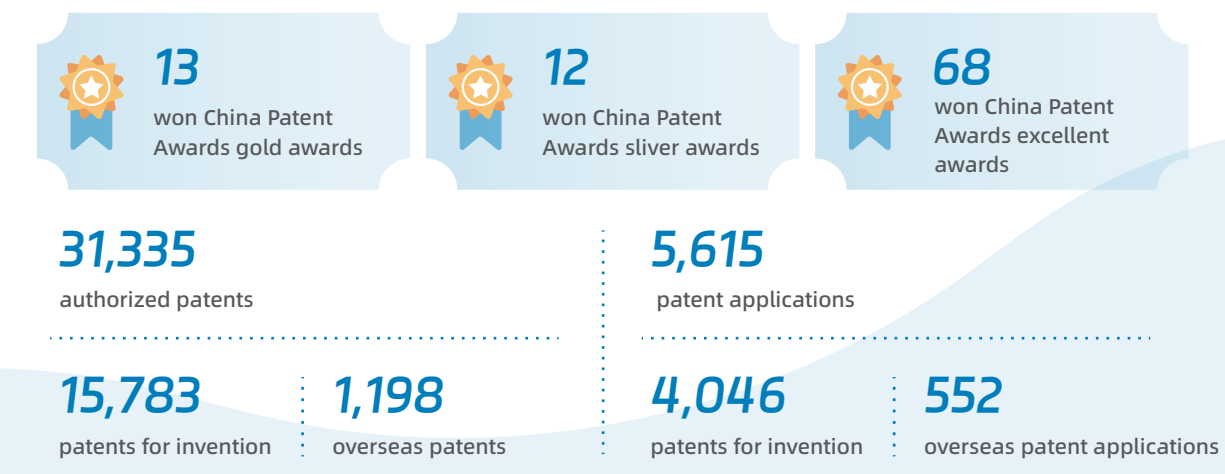 13
won China Patent
Awards gold awards
12
won China Patent
Awards sliver awards
68
won China Patent
Awards excellent
awards
31,335
authorized patents
5,615
patent applications
15,783
patents for invention
1,198
overseas patents
4,046
patents for invention
552
overseas patent applications